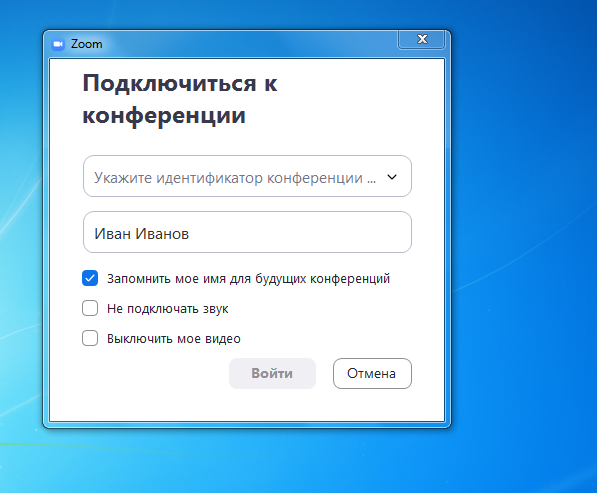 Zoom
Подключиться к
конференции
Укажите идентификатор конференции ...
Иван Иванов
Запомнить мое имя для будущих конференций
Не подключать звук
Выключить мое видео
Войти Отмена